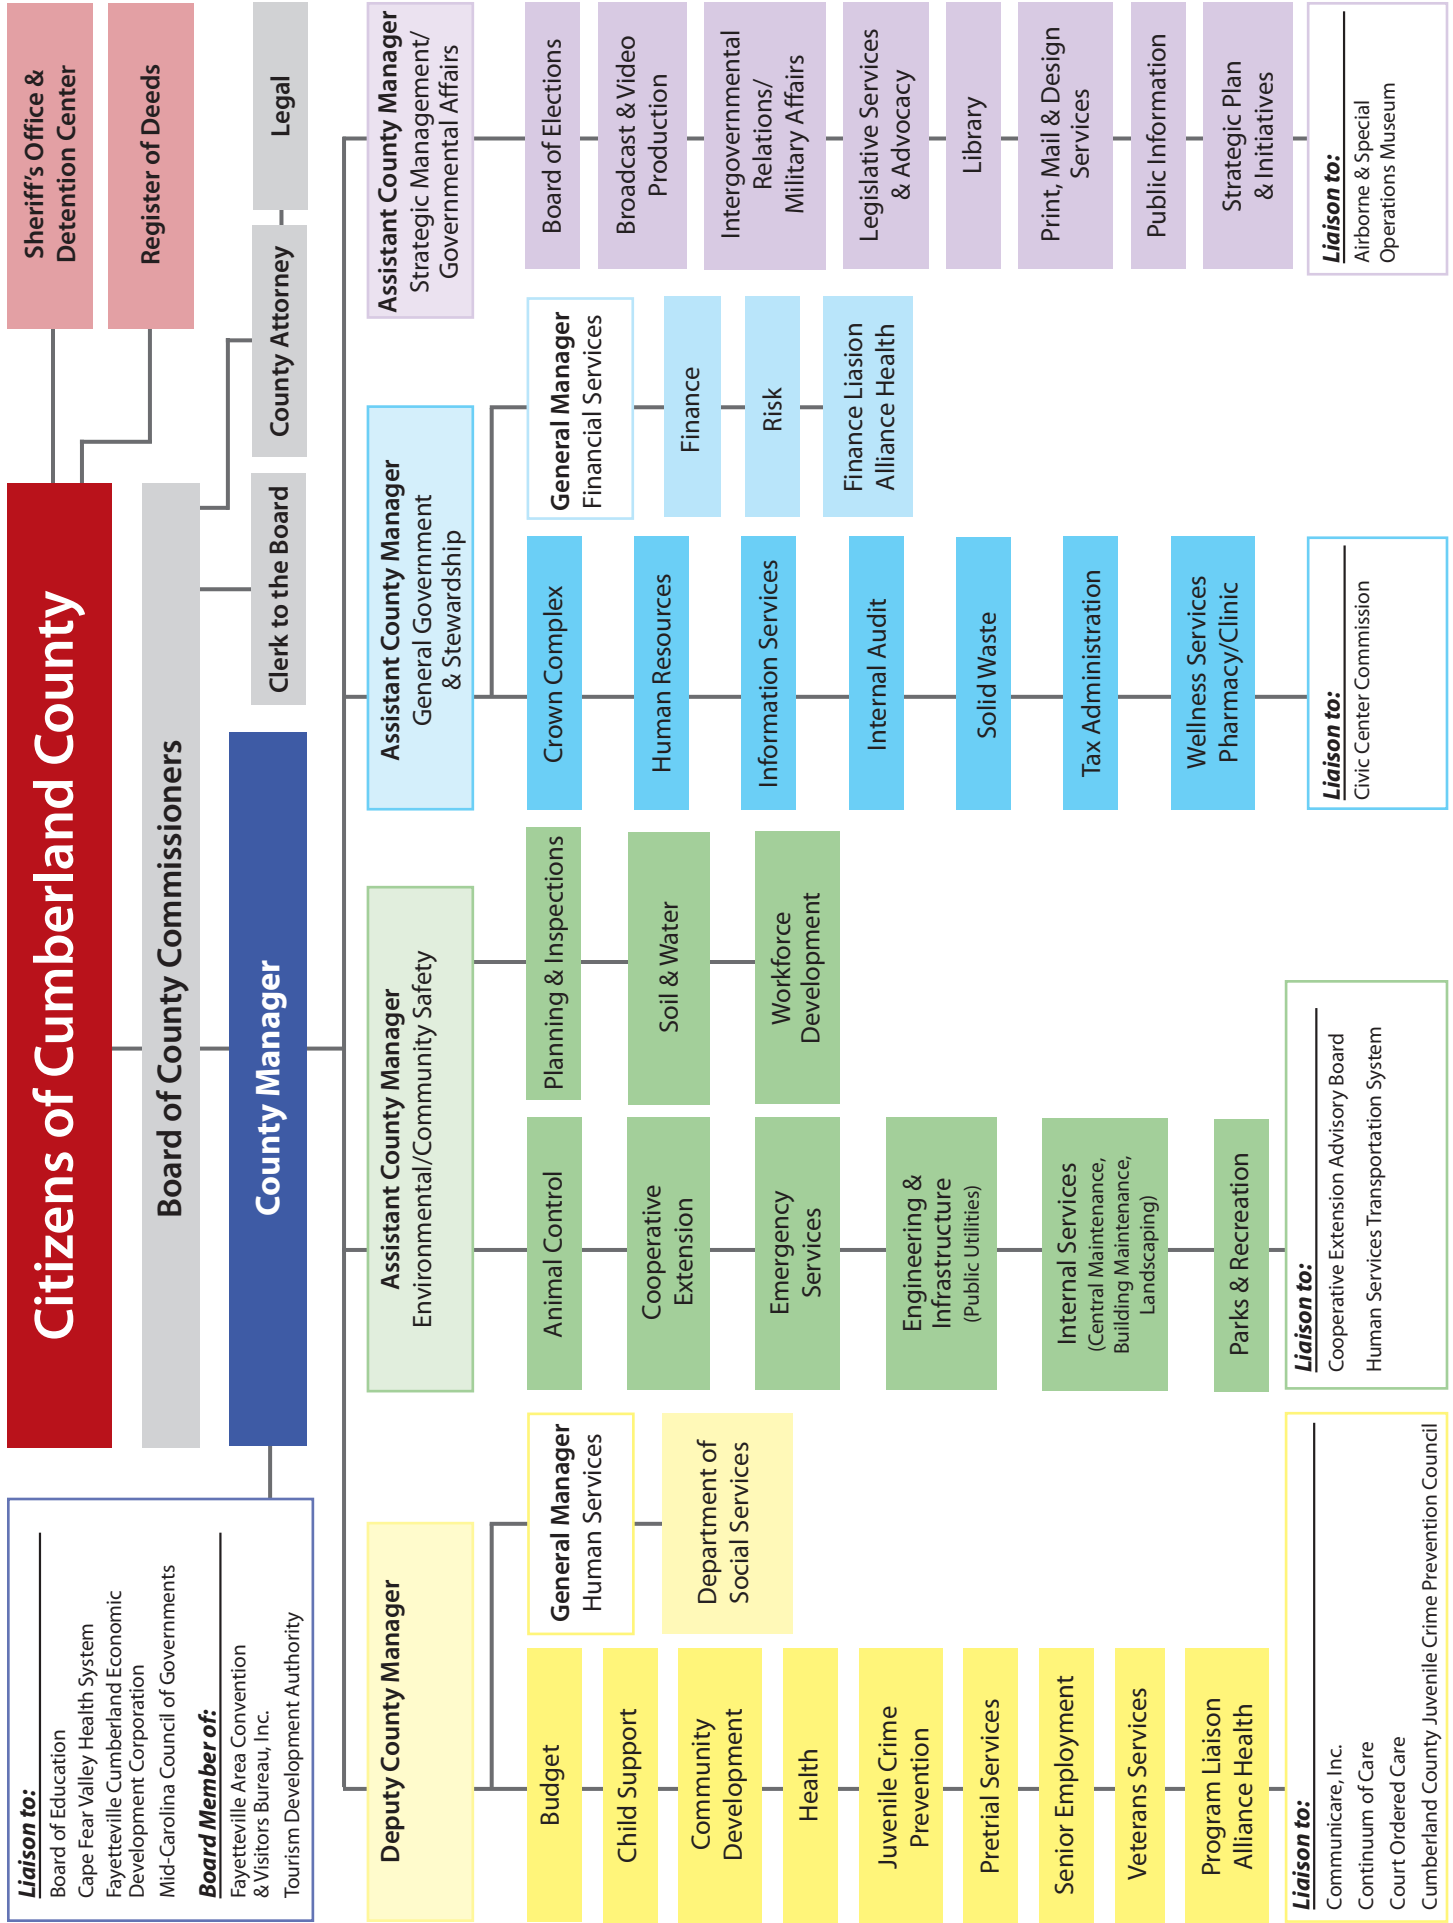 Liaison to:
Board of Education
Cape Fear Valley Health System
Fayetteville Cumberland Economic
Development Corporation
Mid-Carolina Council of Governments
Board Member of:
Fayetteville Area Convention
& Visitors Bureau, Inc.
Tourism Development Authority
Citizens of Cumberland County
Sheriff's Office &
Detention Center
Register of Deeds
Board of County Commissioners
County Manager
Clerk to the Board
County Attorney
Legal
Deputy County Manager
Budget
Child Support
Community
Development
Health
Juvenile Crime
Prevention
Pretrial Services
Senior Employment
Veterans Services
Program Liaison
Alliance Health
Liaison to:
Communicare, Inc.
Continuum of Care
Court Ordered Care
Cumberland County Juvenile Crime Prevention Council
General Manager
Human Services
Department of
Social Services
Assistant County Manager
Environmental/Community Safety
Animal Control
Cooperative
Extension
Emergency
Services
Engineering &
Infrastructure
(Public Utilities)
Internal Services
(Central Maintenance,
Building Maintenance,
Landscaping)
Parks & Recreation
Planning & Inspections
Soil & Water
Workforce
Development
Liaison to:
Cooperative Extension Advisory Board
Human Services Transportation System
Assistant County Manager
General Government
& Stewardship
Crown Complex
Human Resources
Information Services
Internal Audit
Solid Waste
Tax Administration
Wellness Services
Pharmacy/Clinic
Liaison to:
Civic Center Commission
General Manager
Financial Services
Finance
Risk
Finance Liasion
Alliance Health
Assistant County Manager
Strategic Management/
Governmental Affairs
Board of Elections
Broadcast & Video
Production
Intergovernmental
Relations/
Military Affairs
Legislative Services
& Advocacy
Library
Print, Mail & Design
Services
Public Information
Strategic Plan
& Initiatives
Liaison to:
Airborne & Special
Operations Museum